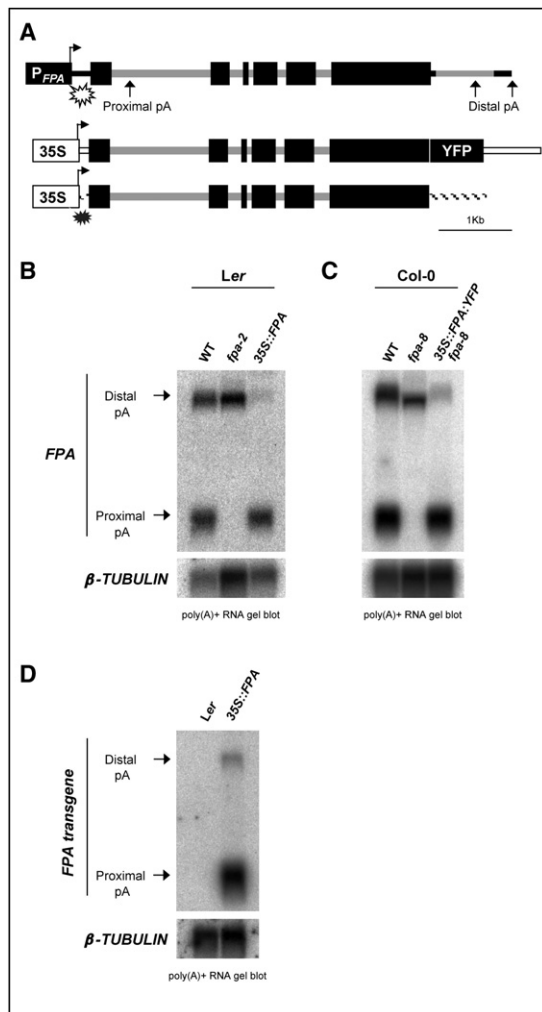 A
P_FPA
Proximal pA
Distal pA
35S
YFP
35S
1Kb
B
Ler
WT
fpa-2
35S::FPA
C
Col-0
WT
fpa-8
35S::FPA:YFP
fpa-8
FPA
Distal
pA
Proximal
pA
β-TUBULIN
poly(A)+ RNA gel blot
poly(A)+ RNA gel blot
D
Ler
35S::FPA
FPA transgene
Distal
pA
Proximal
pA
β-TUBULIN
poly(A)+ RNA gel blot